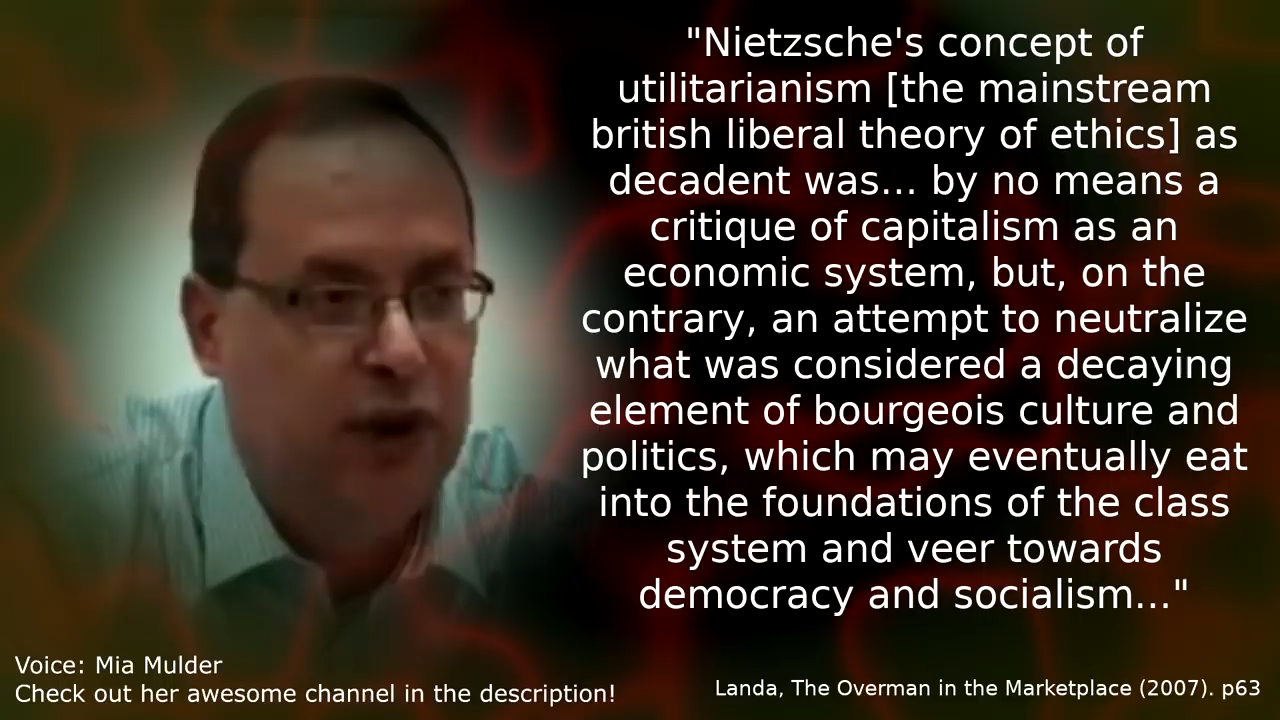 "Nietzsche's concept of
utilitarianism [the mainstream
british liberal theory of ethics] as
decadent was... by no means a
critique of capitalism as an
economic system, but, on the
contrary, an attempt to neutralize
what was considered a decaying
element of bourgeois culture and
politics, which may eventually eat
into the foundations of the class
system and veer towards
democracy and socialism..."
Voice: Mia Mulder
Check out her awesome channel in the description!
Landa, The Overman in the Marketplace (2007). p63